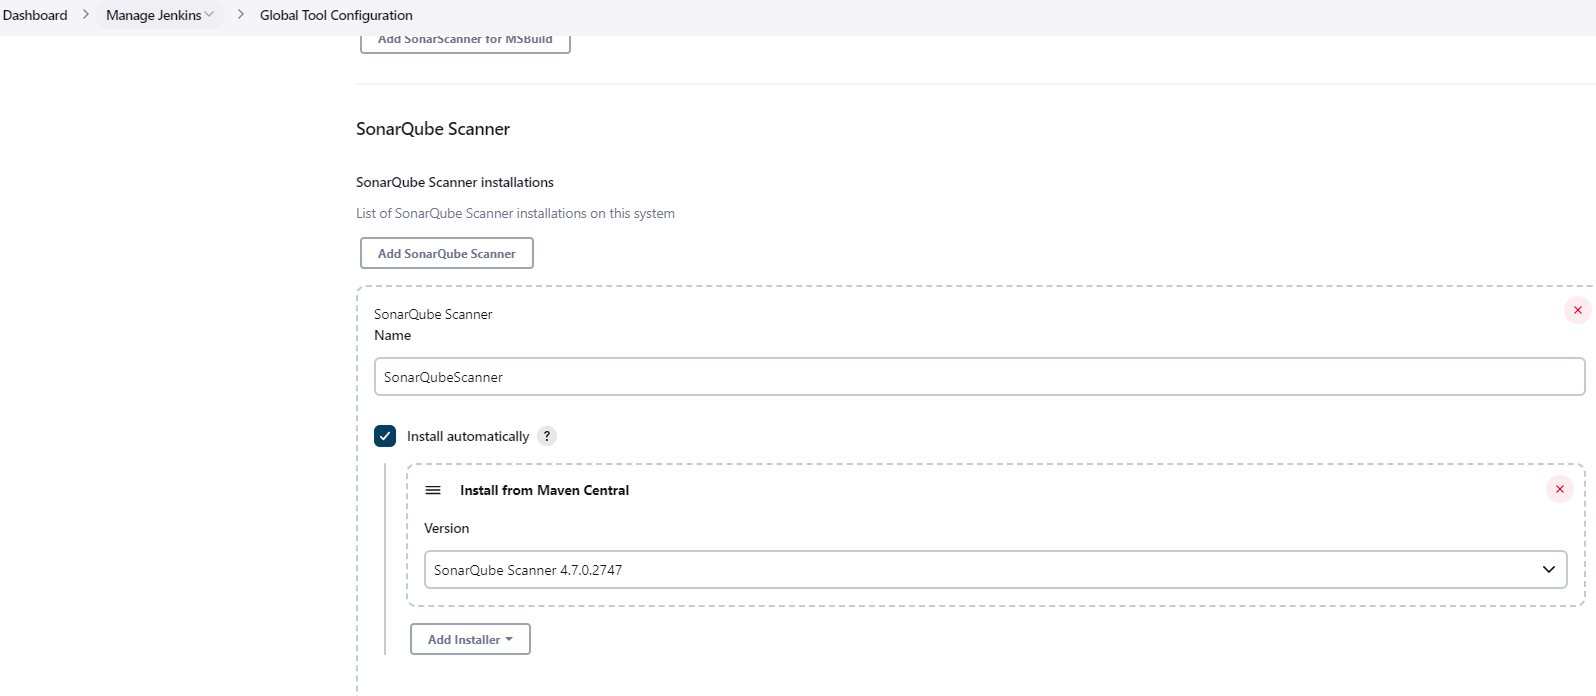 Dashboard > Manage Jenkins > Global Tool Configuration
Add SonarScanner for MSBuild
SonarQube Scanner
SonarQube Scanner installations
List of SonarQube Scanner installations on this system
Add SonarQube Scanner
SonarQube Scanner
Name
SonarQubeScanner
Install automatically ?
Install from Maven Central
Version
SonarQube Scanner 4.7.0.2747
Add Installer